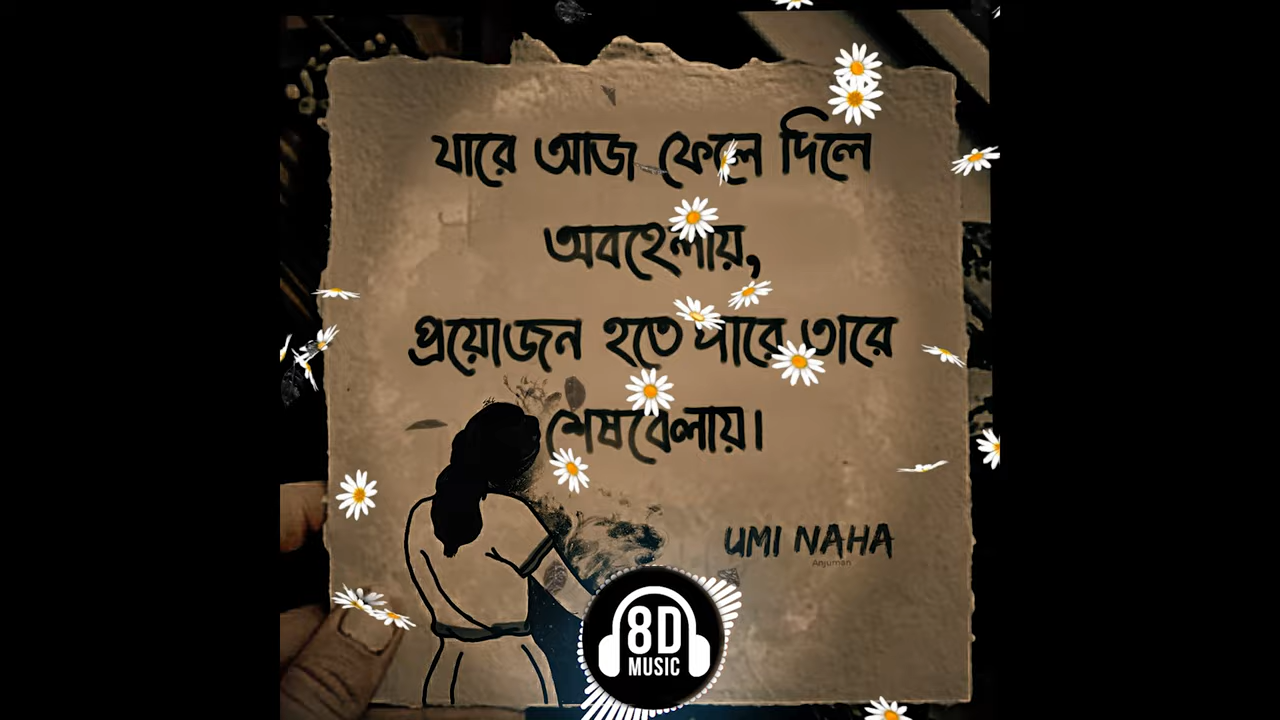 যারে আজ ফেলে দিলে
অবহেলায়,
প্রয়োজন হতে পারে তারে
শেষবেলায়।
UMI NAHA
Anjuman
8D
MUSIC